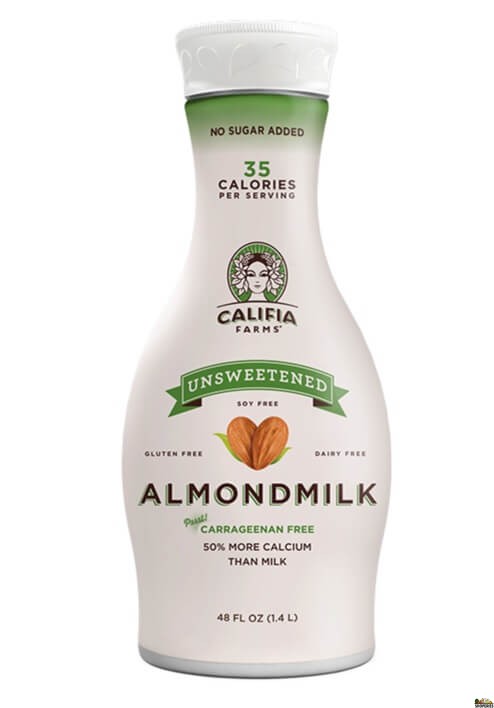 NO SUGAR ADDED
35
CALORIES
PER SERVING
CALIFIA
FARMS®
UNSWEETENED
SOY FREE
GLUTEN FREE
DAIRY FREE
ALMONDMILK
Pssst!
CARRAGEENAN FREE
50% MORE CALCIUM
THAN MILK
48 FL OZ (1.4 L)